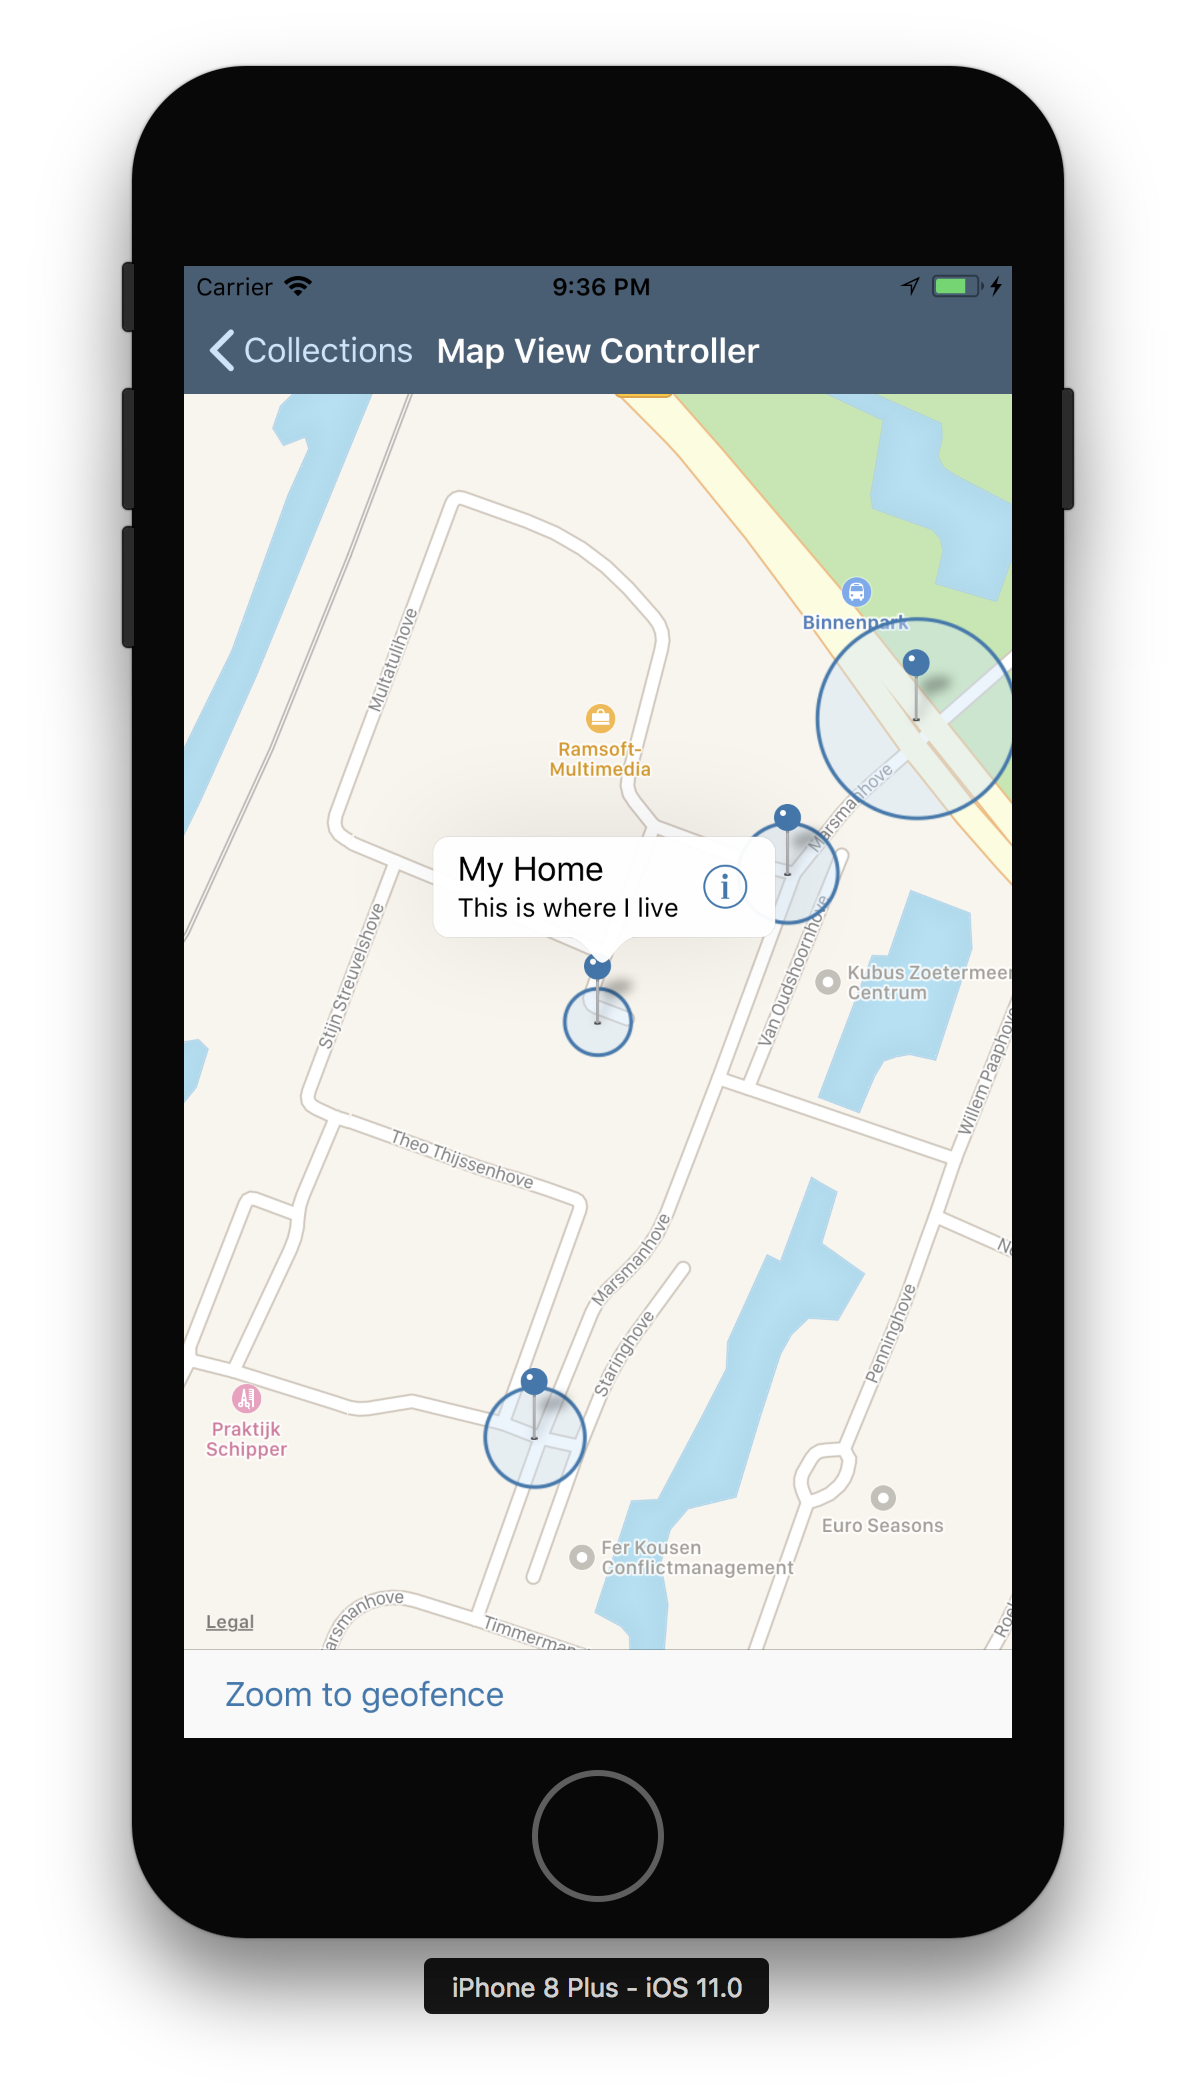 Carrier
9:36 PM
Collections
Map View Controller
Binnenpark
Multatulihove
Ramsoft-
Multimedia
Marsmanhove
My Home
This is where I live
i
Stijn Streuvelshove
Van Oudshoornhove
Kubus Zoetermeer
Centrum
Willem Paaphove
Theo Thijssenhove
Marsmanhove
Staringhove
Penninghove
Praktijk
Schipper
Euro Seasons
Fer Kousen
Conflictmanagement
Legal
Zoom to geofence
iPhone 8 Plus - iOS 11.0